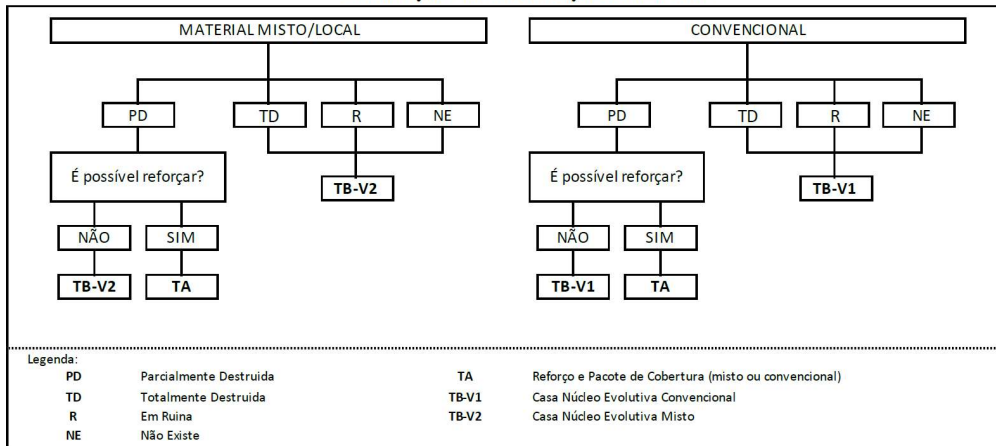 MATERIAL MISTO/LOCAL
CONVENCIONAL
PD TD R NE
PD TD R NE
É possível reforçar?
TB-V2
É possível reforçar?
TB-V1
NÃO SIM
NÃO SIM
TB-V2 TA
TB-V1 TA
Legenda:
PD Parcialmente Destruida
TD Totalmente Destruida
R Em Ruina
NE Não Existe
TA Reforço e Pacote de Cobertura (misto ou convencional)
TB-V1 Casa Núcleo Evolutiva Convencional
TB-V2 Casa Núcleo Evolutiva Misto